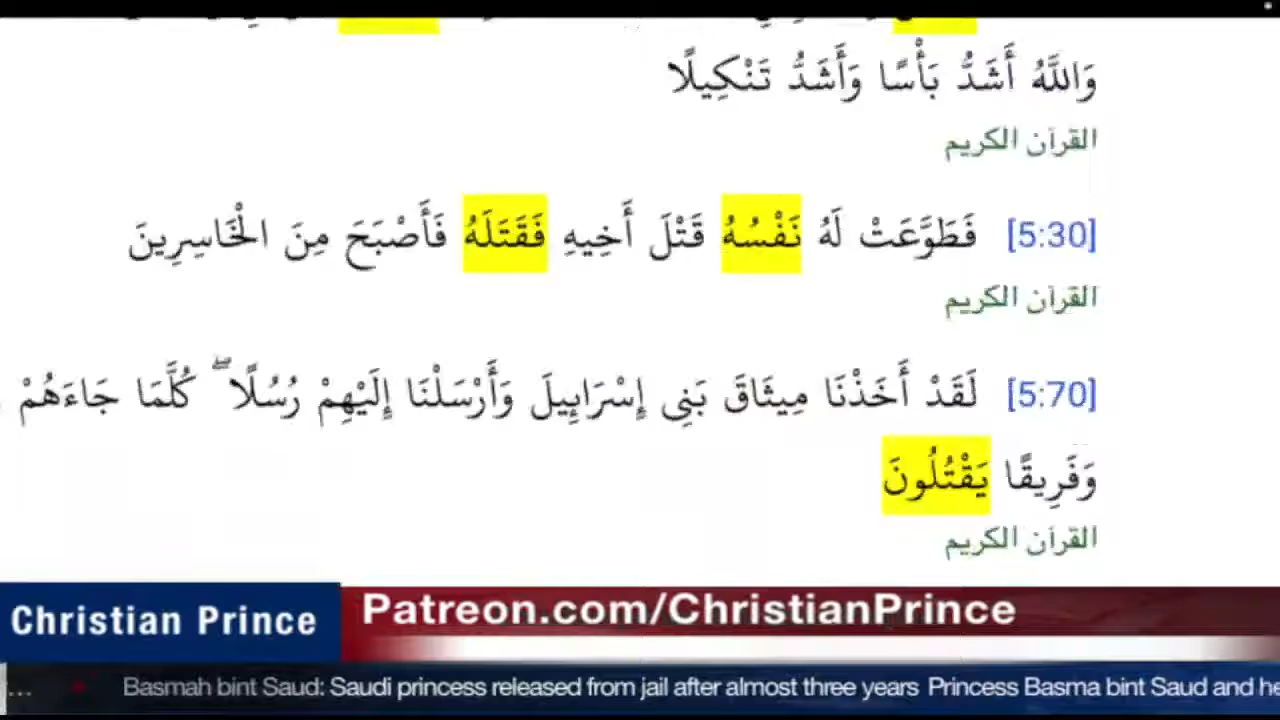 وَاللَّهُ أَشَدُّ بَأْسًا وَأَشَدُّ تَنْكِيلًا
القرآن الكريم
[5:30] فَطَوَّعَتْ لَهُ نَفْسُهُ قَتْلَ أَخِيهِ فَقَتَلَهُ فَأَصْبَحَ مِنَ الْخَاسِرِينَ
القرآن الكريم
[5:70] لَقَدْ أَخَذْنَا مِيثَاقَ بَنِي إِسْرَائِيلَ وَأَرْسَلْنَا إِلَيْهِمْ رُسُلًا ۖ كُلَّمَا جَاءَهُمْ
وَفَرِيقًا يَقْتُلُونَ
القرآن الكريم
Christian Prince
Patreon.com/ChristianPrince
... Basmah bint Saud: Saudi princess released from jail after almost three years Princess Basma bint Saud and he